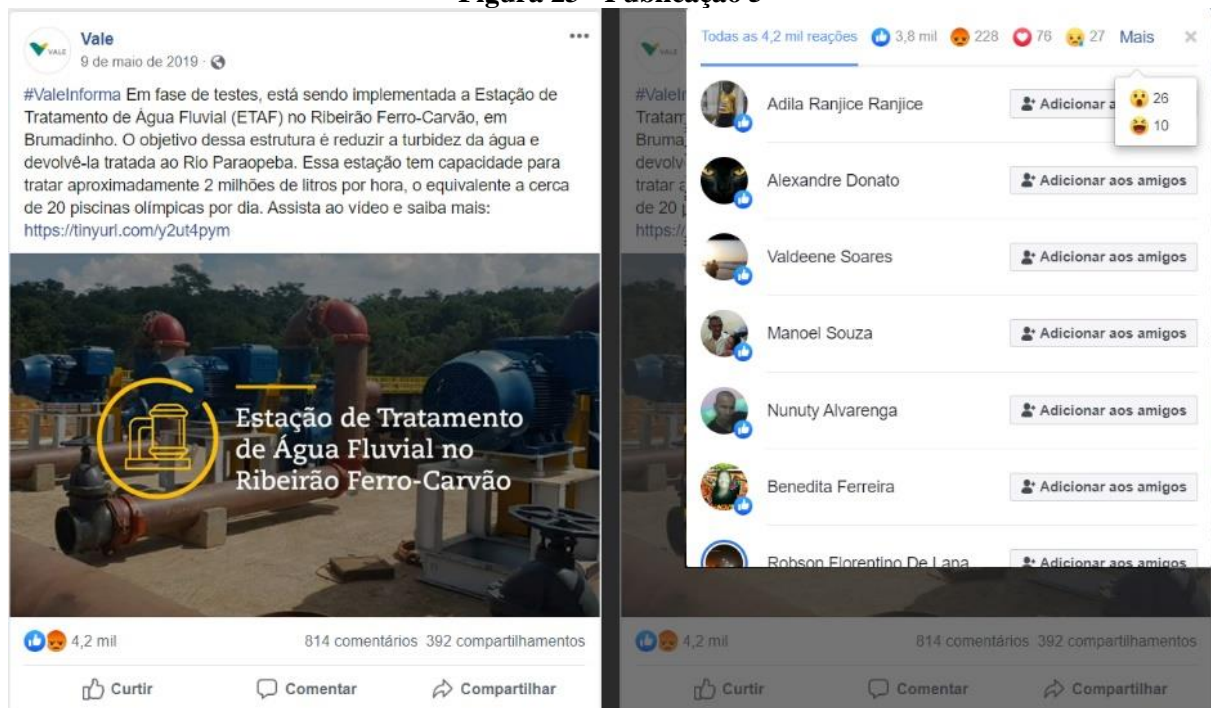 Vale
9 de maio de 2019 ·
#ValeInforma Em fase de testes, está sendo implementada a Estação de
Tratamento de Água Fluvial (ETAF) no Ribeirão Ferro-Carvão, em
Brumadinho. O objetivo dessa estrutura é reduzir a turbidez da água e
devolvê-la tratada ao Rio Paraopeba. Essa estação tem capacidade para
tratar aproximadamente 2 milhões de litros por hora, o equivalente a cerca
de 20 piscinas olímpicas por dia. Assista ao vídeo e saiba mais:
https://tinyurl.com/y2ut4pym
VALE
Estação de Tratamento
de Água Fluvial no
Ribeirão Ferro-Carvão
4,2 mil
814 comentários 392 compartilhamentos
Curtir Comentar Compartilhar
Todas as 4,2 mil reações 3,8 mil 228 76 27 Mais
26
10
Adila Ranjice Ranjice
Alexandre Donato Adicionar aos amigos
Valdeene Soares Adicionar aos amigos
Manoel Souza Adicionar aos amigos
Nunuty Alvarenga Adicionar aos amigos
Benedita Ferreira Adicionar aos amigos
Robson Florentino De Lana Adicionar aos amigos
4,2 mil
814 comentários 392 compartilhamentos
Curtir Comentar Compartilhar